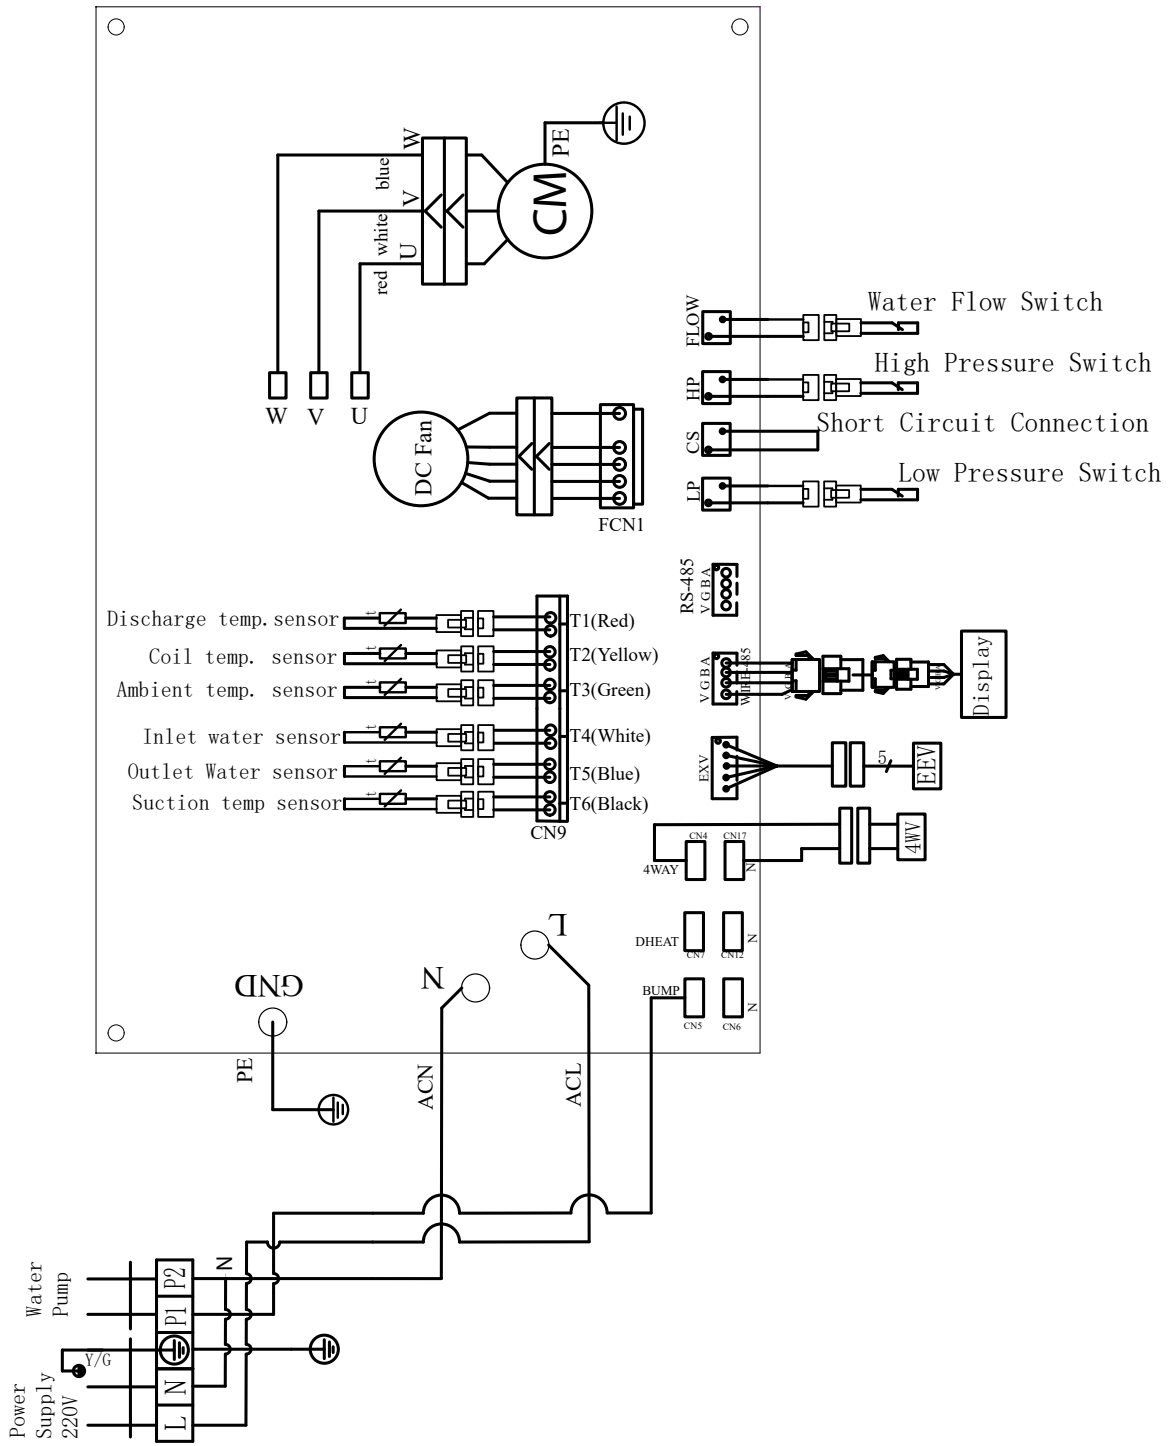 PE
W
blue
V
white
U
red
CM
W
V
U
DC Fan
FCN1
FLOW
Water Flow Switch
HP
High Pressure Switch
CS
Short Circuit Connection
LP
Low Pressure Switch
RS-485
V G B A
V G B A
WIRE-485
Display
EXV
5
EEV
4WV
CN4
CN17
4WAY
N
DHEAT
N
CN7
CN12
BUMP
N
CN5
CN6
Discharge temp.sensor
t
T1(Red)
Coil temp. sensor
t
T2(Yellow)
Ambient temp. sensor
t
T3(Green)
Inlet water sensor
t
T4(White)
Outlet Water sensor
t
T5(Blue)
Suction temp sensor
t
T6(Black)
CN9
L
N
GND
PE
ACN
ACL
N
Water
Pump
P2
P1
Y/G
N
L
Power
Supply
220V